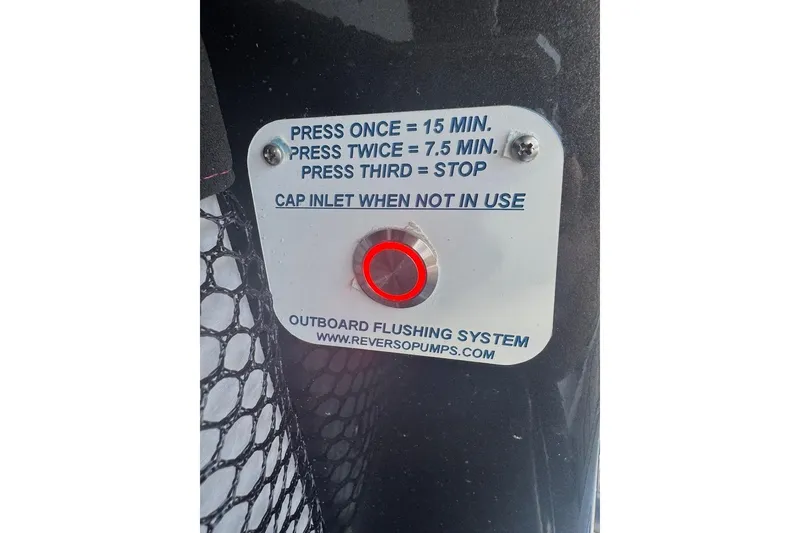 PRESS ONCE = 15 MIN.
PRESS TWICE = 7.5 MIN.
PRESS THIRD = STOP
CAP INLET WHEN NOT IN USE
OUTBOARD FLUSHING SYSTEM
WWW.REVERSOPUMPS.COM